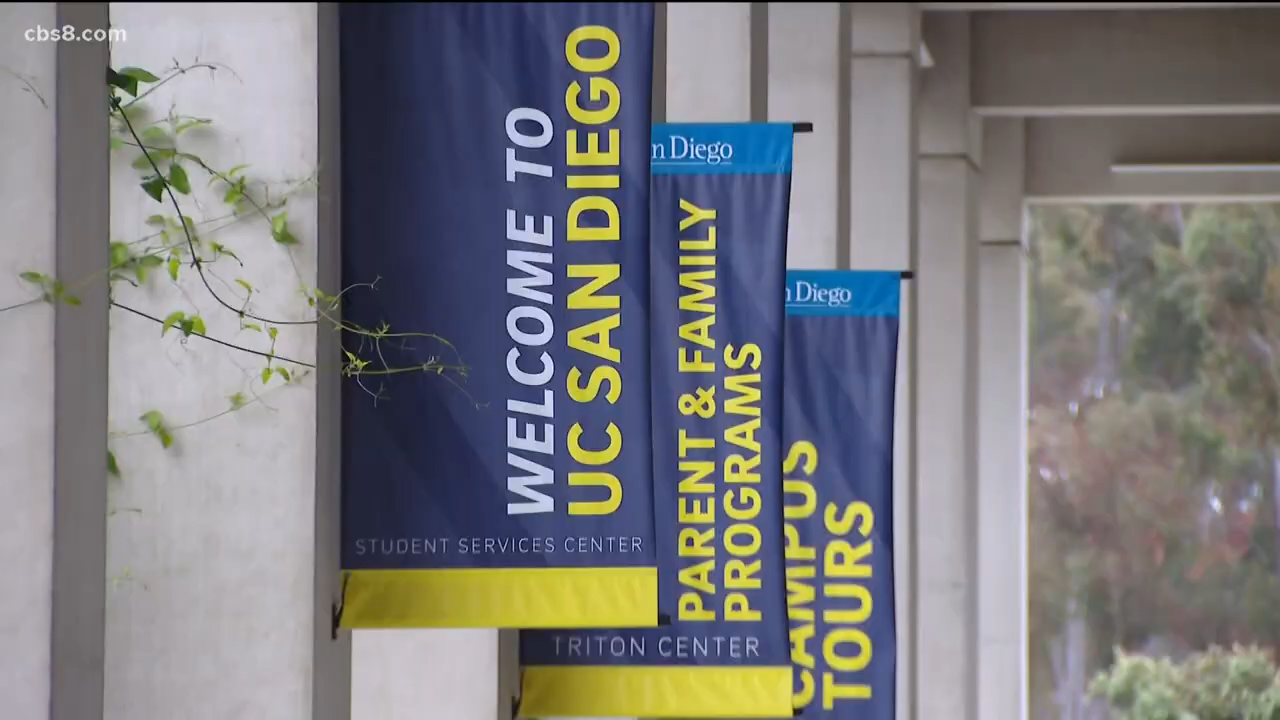 cbs8.com
WELCOME TO
UC SAN DIEGO
STUDENT SERVICES CENTER
n Diego
PARENT & FAMILY
PROGRAMS
TRITON CENTER
n Diego
CAMPUS
TOURS